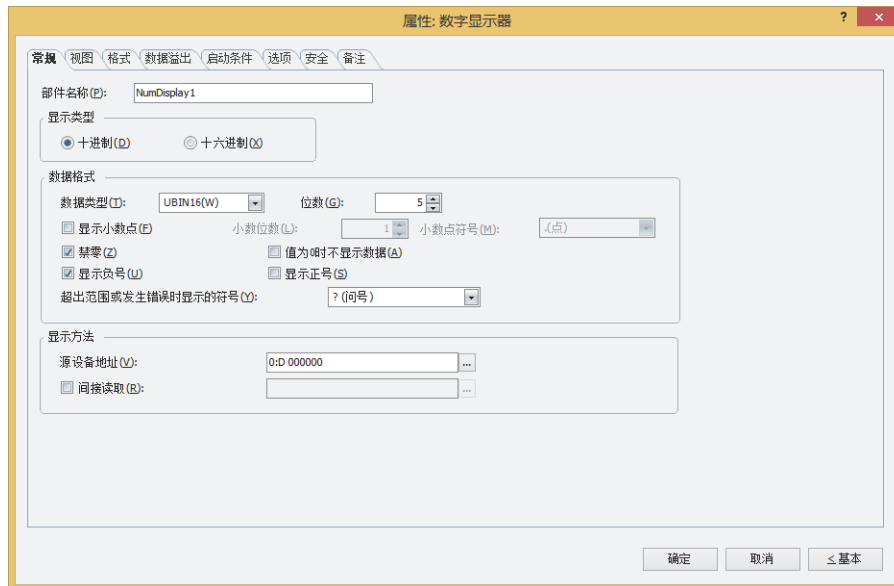 属性: 数字显示器
? ×
常规 视图 格式 数据溢出 启动条件 选项 安全 备注
部件名称(P): NumDisplay1
显示类型
十进制(D) 十六进制(X)
数据格式
数据类型(T): UBIN16(W) 位数(G): 5
显示小数点(F) 小数位数(L): 1 小数点符号(M): .(点)
禁零(Z) 值为0时不显示数据(A)
显示负号(U) 显示正号(S)
超出范围或发生错误时显示的符号(Y): ? (问号)
显示方法
源设备地址(V): 0:D 000000 ...
间接读取(R): ...
确定 取消 ≤基本